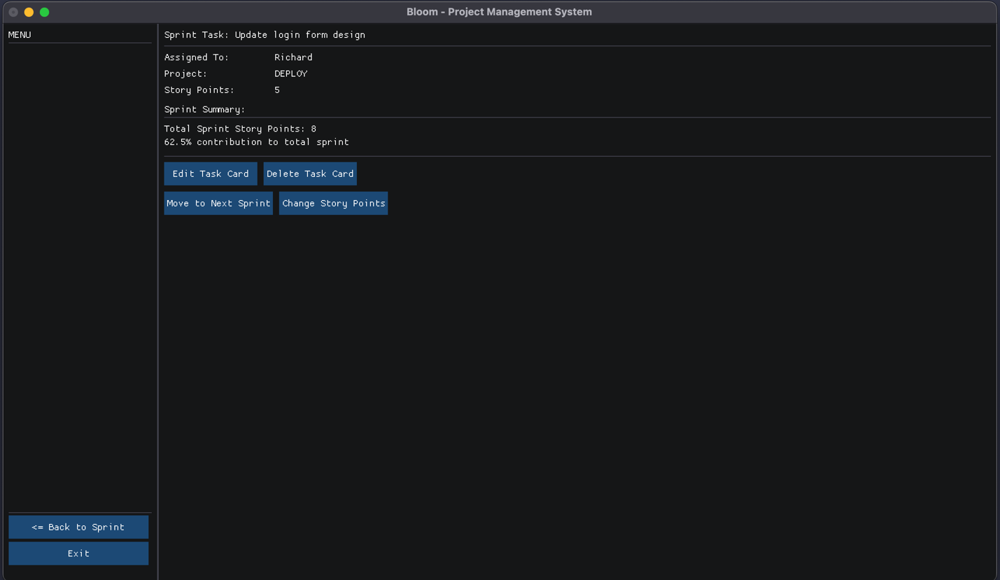 Bloom - Project Management System
MENU
Sprint Task: Update login form design
Assigned To: Richard
Project: DEPLOY
Story Points: 5
Sprint Summary:
Total Sprint Story Points: 8
62.5% contribution to total sprint
Edit Task Card Delete Task Card
Move to Next Sprint Change Story Points
<= Back to Sprint
Exit